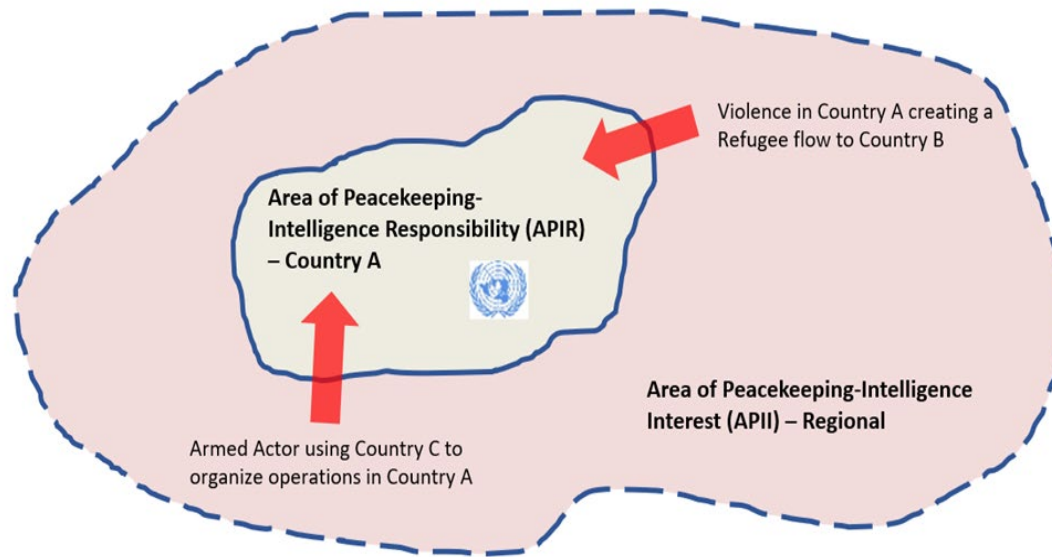 Violence in Country A creating a
Refugee flow to Country B
Area of Peacekeeping-
Intelligence Responsibility (APIR)
– Country A
Area of Peacekeeping-Intelligence
Interest (APII) – Regional
Armed Actor using Country C to
organize operations in Country A